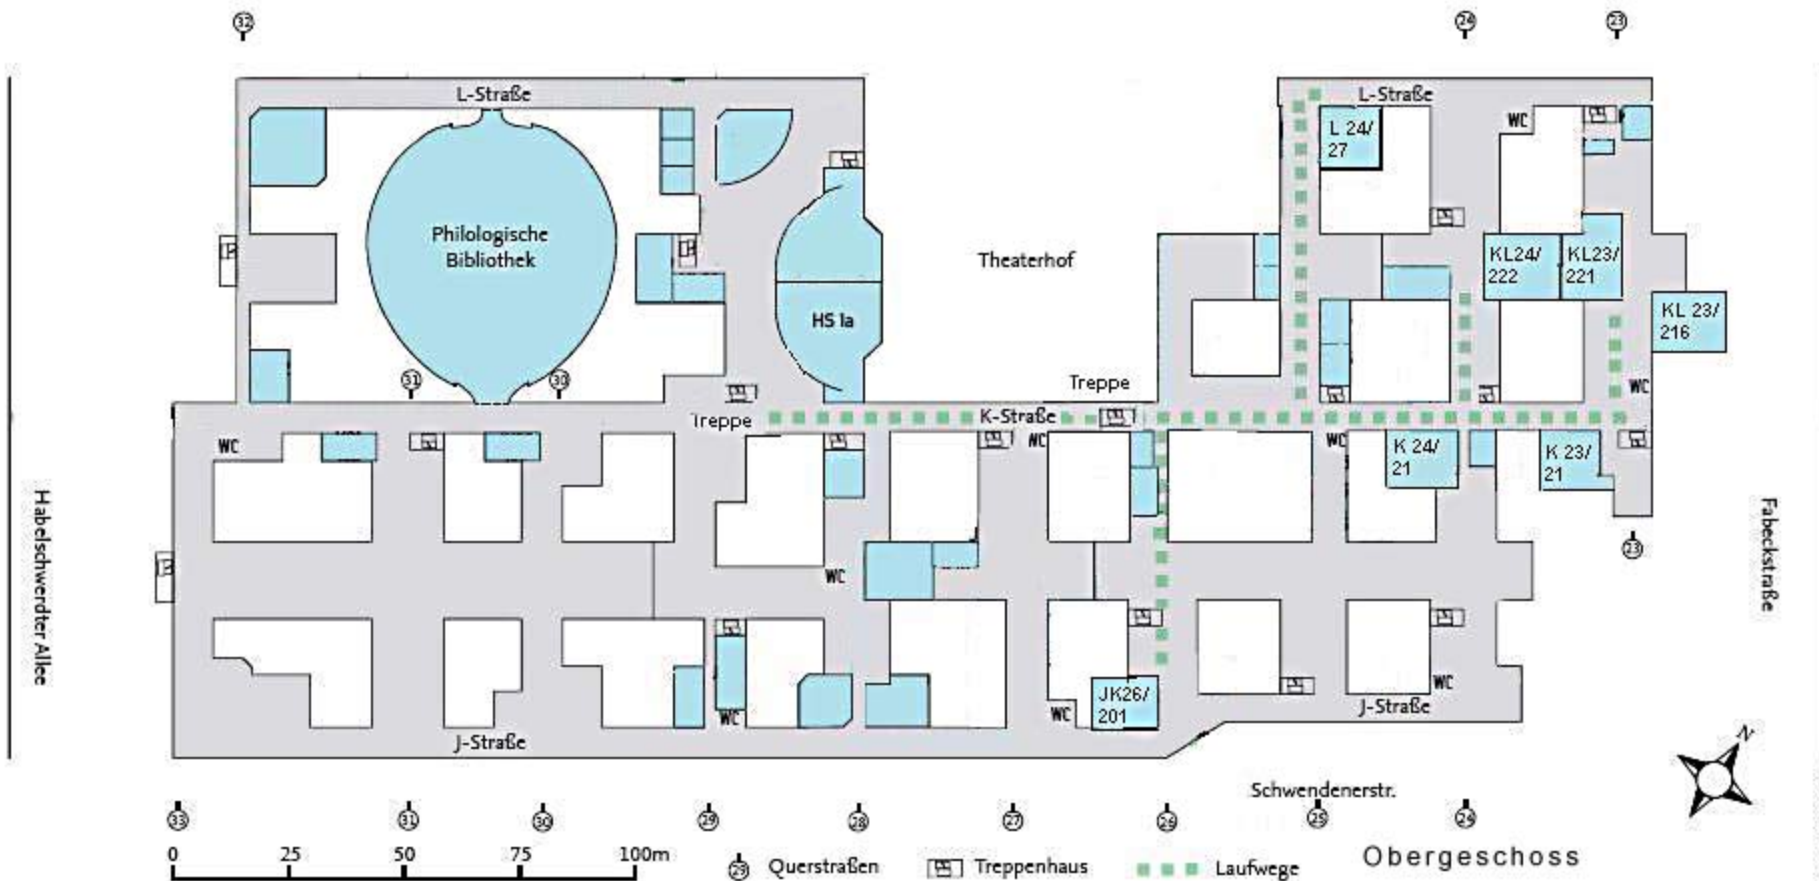 32
24
23
L-Straße
L-Straße
WC
L 24/
27
Philologische
Bibliothek
Theaterhof
KL24/
222
KL23/
221
KL 23/
216
HS 1a
31
30
Treppe
WC
Treppe
K-Straße
WC
WC
WC
K 24/
21
K 23/
21
Habelschwerdter Allee
Fabeckstraße
23
WC
JK26/
201
WC
WC
WC
J-Straße
J-Straße
N
Schwendenerstr.
33
31
30
29
28
27
26
25
24
0 25 50 75 100m
29 Querstraßen
Treppenhaus
Laufwege
Obergeschoss